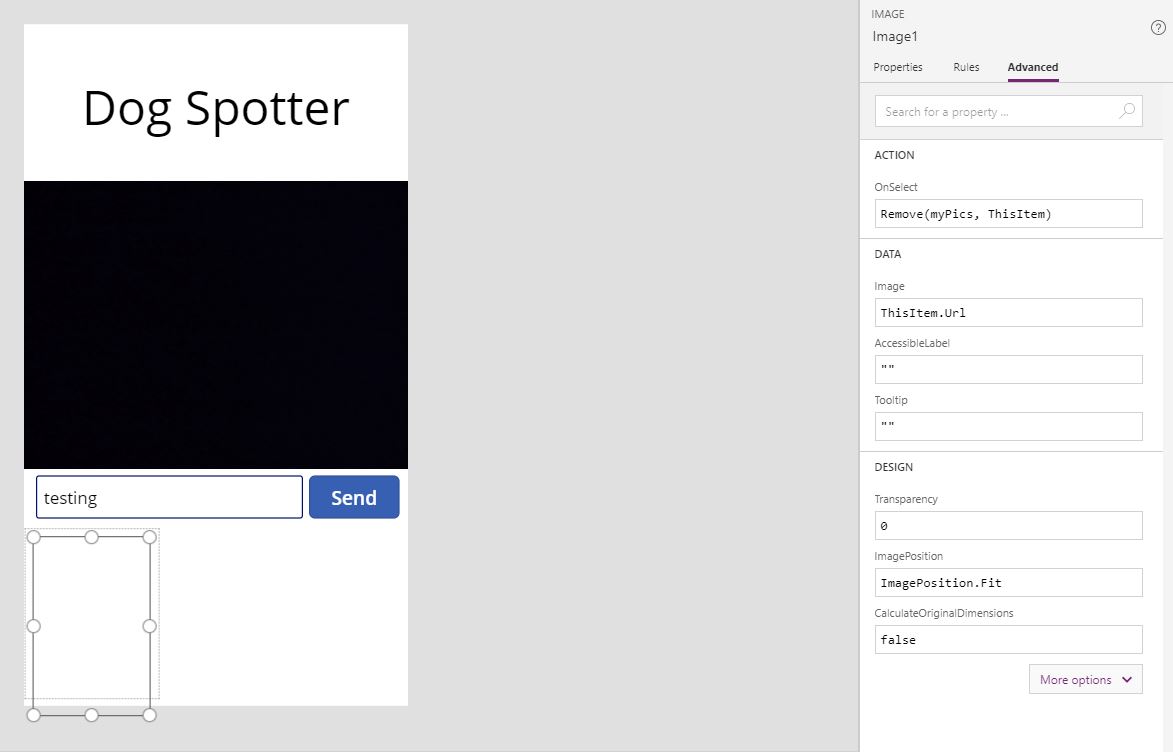 Dog Spotter
testing
Send
IMAGE
Image1
?
Properties Rules Advanced
Search for a property ...
ACTION
OnSelect
Remove(myPics, ThisItem)
DATA
Image
ThisItem.Url
AccessibleLabel
""
Tooltip
""
DESIGN
Transparency
0
ImagePosition
ImagePosition.Fit
CalculateOriginalDimensions
false
More options